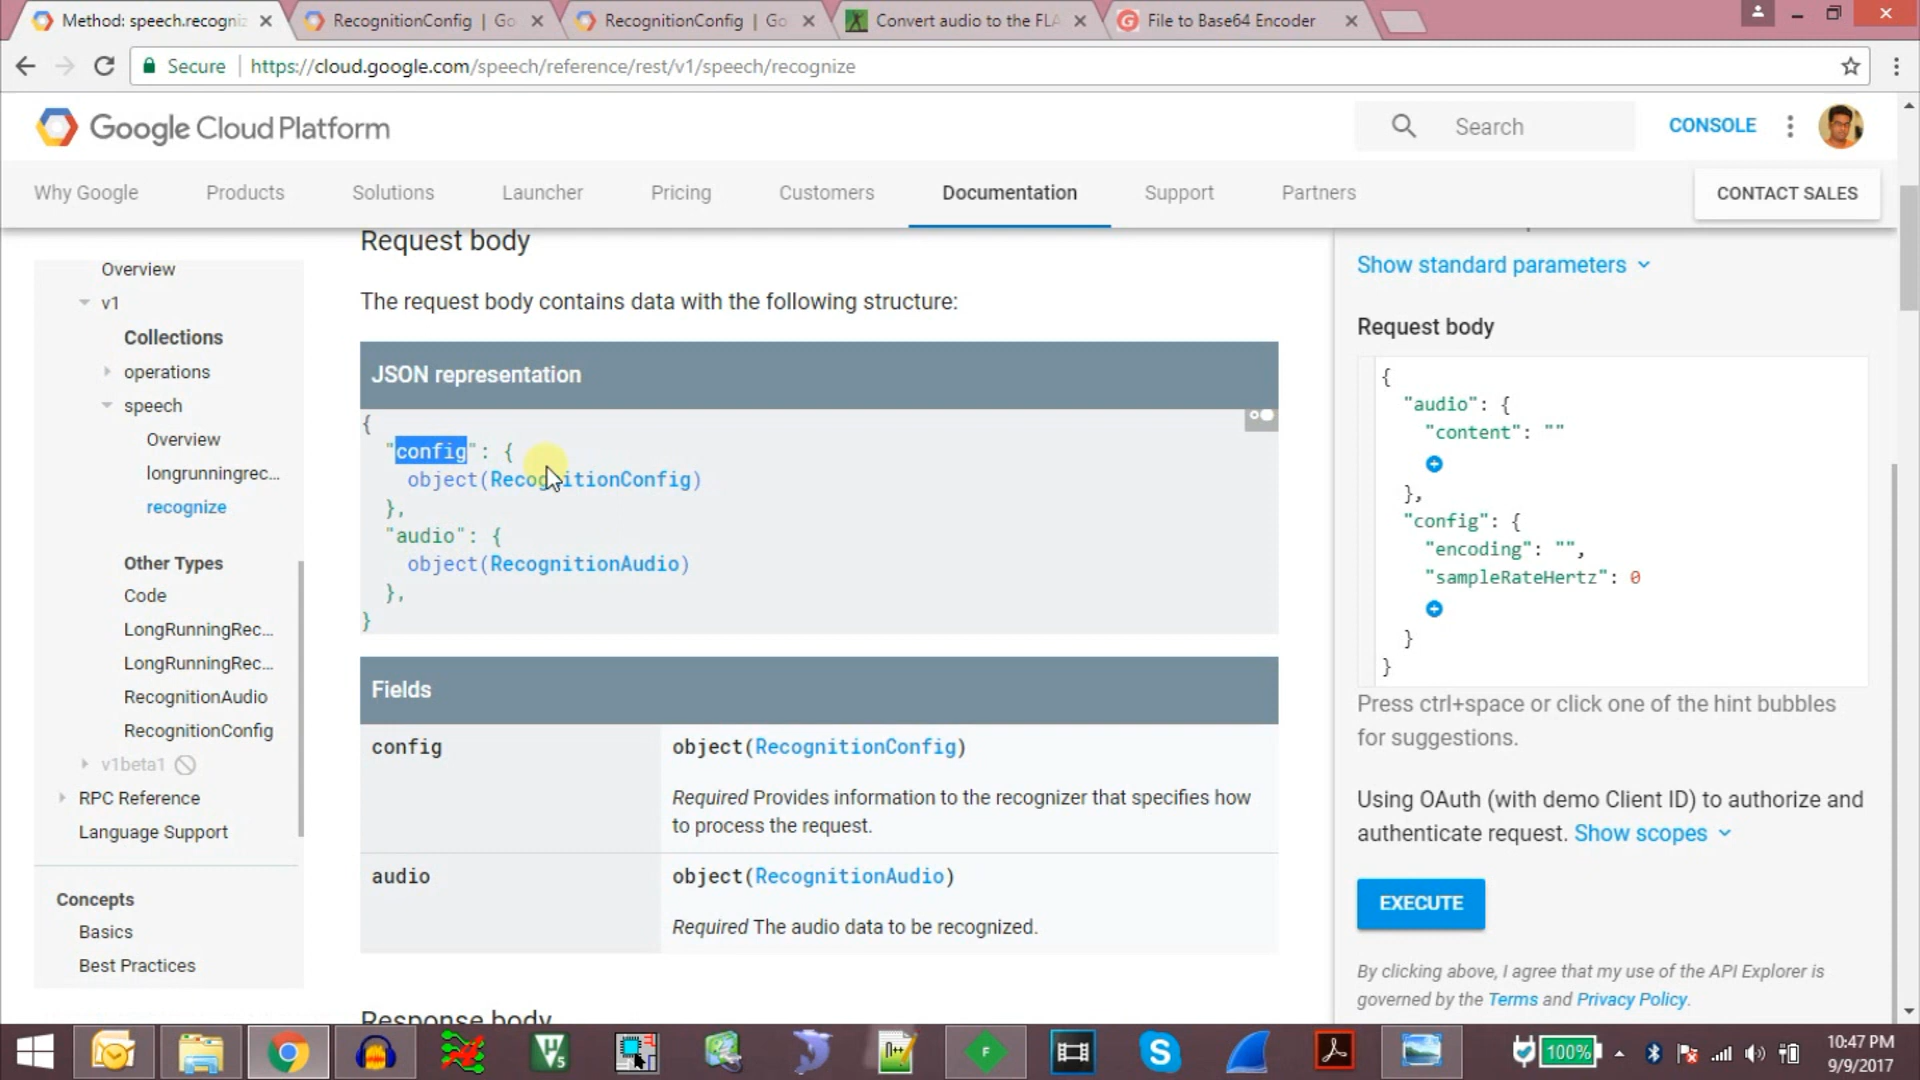 Method: speech.recogni
RecognitionConfig | Go
RecognitionConfig | Go
Convert audio to the FLA
File to Base64 Encoder
Secure
https://cloud.google.com/speech/reference/rest/v1/speech/recognize
Google Cloud Platform
Search
CONSOLE
Why Google
Products
Solutions
Launcher
Pricing
Customers
Documentation
Support
Partners
CONTACT SALES
Overview
v1
Collections
operations
speech
Overview
longrunningrec...
recognize
Other Types
Code
LongRunningRec...
LongRunningRec...
RecognitionAudio
RecognitionConfig
v1beta1
RPC Reference
Language Support
Concepts
Basics
Best Practices
Request body
The request body contains data with the following structure:
JSON representation
{
"config": {
object(RecognitionConfig)
},
"audio": {
object(RecognitionAudio)
},
}
Fields
config
object(RecognitionConfig)
Required Provides information to the recognizer that specifies how
to process the request.
audio
object(RecognitionAudio)
Required The audio data to be recognized.
Response body
Show standard parameters
Request body
{
"audio": {
"content": ""
},
"config": {
"encoding": "",
"sampleRateHertz": 0
}
}
Press ctrl+space or click one of the hint bubbles
for suggestions.
Using OAuth (with demo Client ID) to authorize and
authenticate request. Show scopes
EXECUTE
By clicking above, I agree that my use of the API Explorer is
governed by the Terms and Privacy Policy.
100%
10:47 PM
9/9/2017